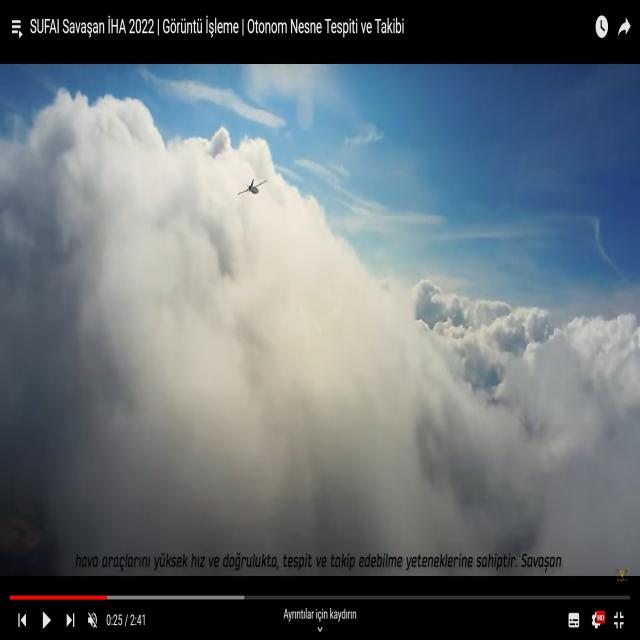 SUFAI Savaşan İHA 2022 | Görüntü İşleme | Otonom Nesne Tespiti ve Takibi
hava araçlarını yüksek hız ve doğrulukta, tespit ve takip edebilme yeteneklerine sahiptir. Savaşan
0:25 / 2:41
Ayrıntılar için kaydırın
HD